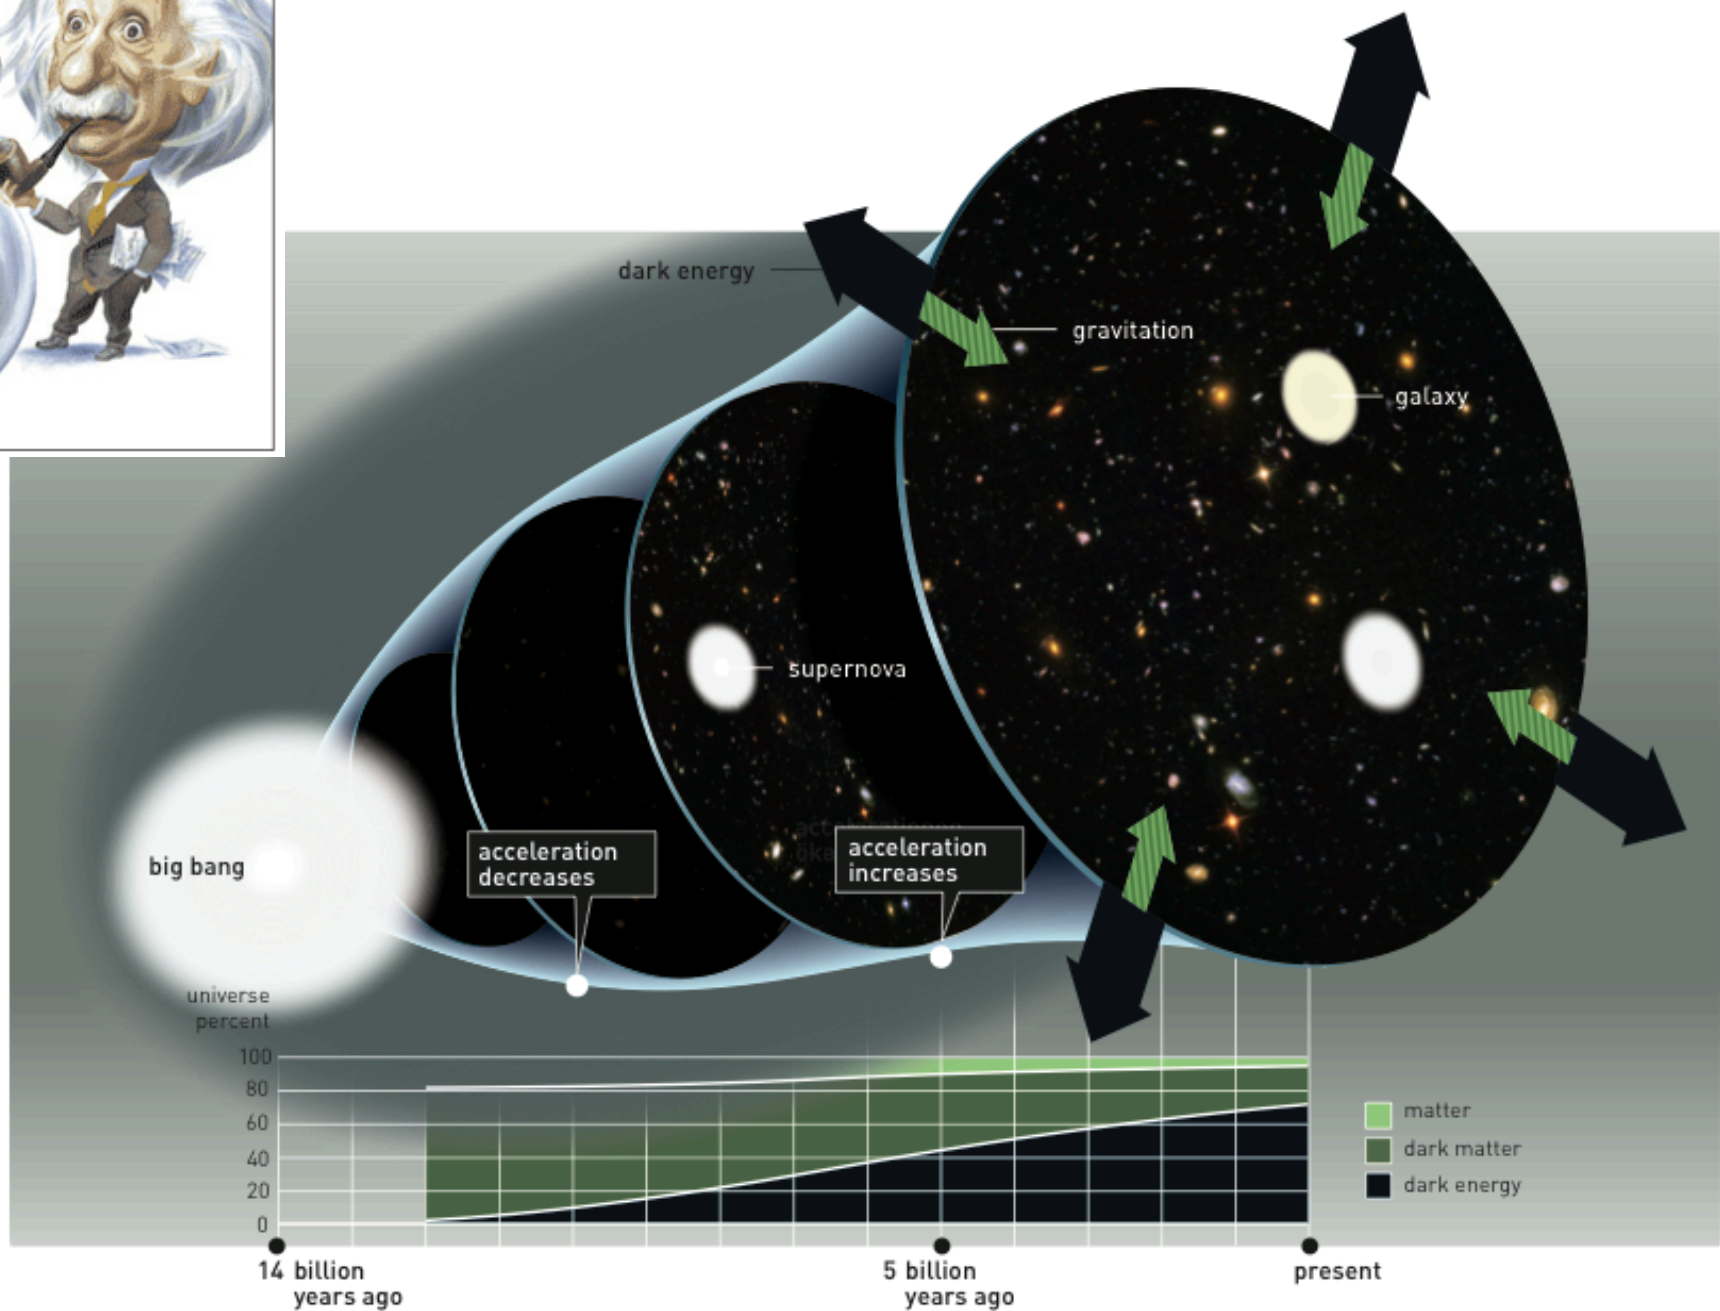 dark energy
gravitation
galaxy
supernova
big bang
acceleration
decreases
acceleration
increases
universe
percent
100
80
60
40
20
0
matter
dark matter
dark energy
14 billion
years ago
5 billion
years ago
present